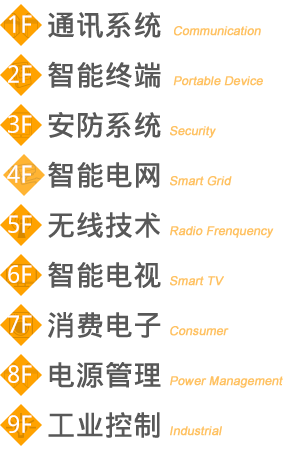 1F 通讯系统 Communication
2F 智能终端 Portable Device
3F 安防系统 Security
4F 智能电网 Smart Grid
5F 无线技术 Radio Frenquency
6F 智能电视 Smart TV
7F 消费电子 Consumer
8F 电源管理 Power Management
9F 工业控制 Industrial